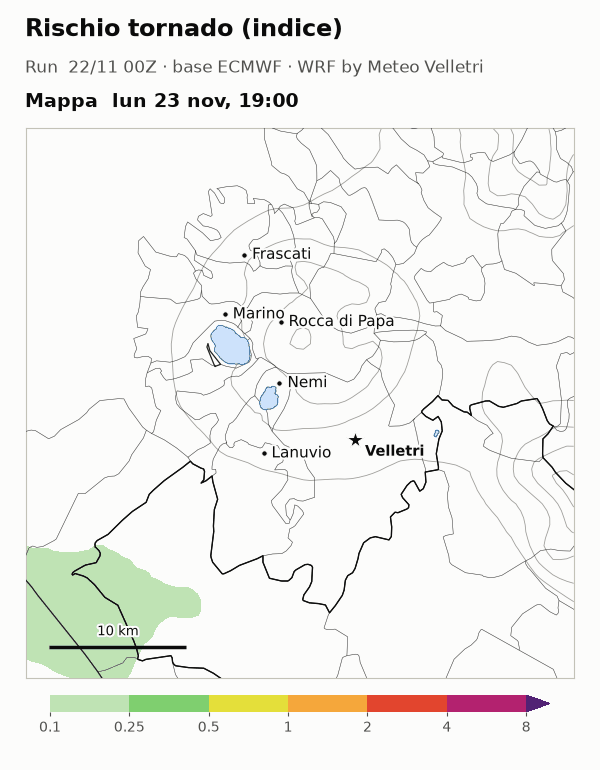 Rischio tornado (indice)
Run  22/11 00Z · base ECMWF · WRF by Meteo Velletri
Mappa  lun 23 nov, 19:00
Frascati
Marino
Rocca di Papa
Nemi
Velletri
Lanuvio
10 km
0.1 0.25 0.5 1 2 4 8